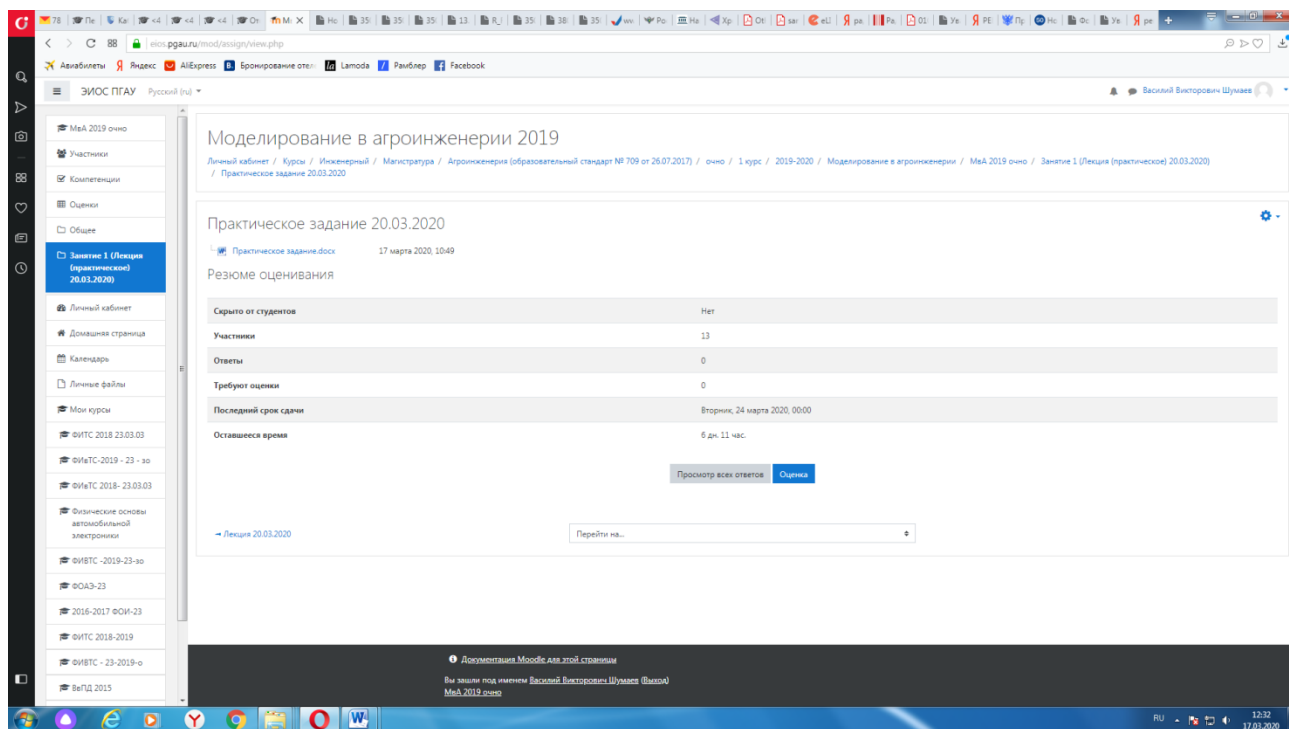 eios.pgau.ru/mod/assign/view.php
Авиабилеты Яндекс AliExpress Бронирование отел Lamoda Рамблер Facebook
ЭИОС ПГАУ Русский (ru)
Василий Викторович Шумаев
МвА 2019 очно
Участники
Компетенции
Оценки
Общее
Занятие 1 (Лекция
(практическое)
20.03.2020)
Личный кабинет
Домашняя страница
Календарь
Личные файлы
Мои курсы
ФИТС 2018 23.03.03
ФИвТС-2019 - 23 - зо
ФИвТС 2018- 23.03.03
Физические основы
автомобильной
электроники
ФИВТС -2019-23-зо
ФОАЭ-23
2016-2017 ФОИ-23
ФИТС 2018-2019
ФИВТС - 23-2019-о
ВвПД 2015
Моделирование в агроинженерии 2019
Личный кабинет / Курсы / Инженерный / Магистратура / Агроинженерия (образовательный стандарт № 709 от 26.07.2017) / очно / 1 курс / 2019-2020 / Моделирование в агроинженерии / МвА 2019 очно / Занятие 1 (Лекция (практическое) 20.03.2020)
/ Практическое задание 20.03.2020
Практическое задание 20.03.2020
Практическое задание.docx 17 марта 2020, 10:49
Резюме оценивания
Скрыто от студентов Нет
Участники 13
Ответы 0
Требуют оценки 0
Последний срок сдачи Вторник, 24 марта 2020, 00:00
Оставшееся время 6 дн. 11 час.
Просмотр всех ответов Оценка
→ Лекция 20.03.2020 Перейти на...
Документация Moodle для этой страницы
Вы зашли под именем Василий Викторович Шумаев (Выход)
МвА 2019 очно
RU
12:32
17.03.2020